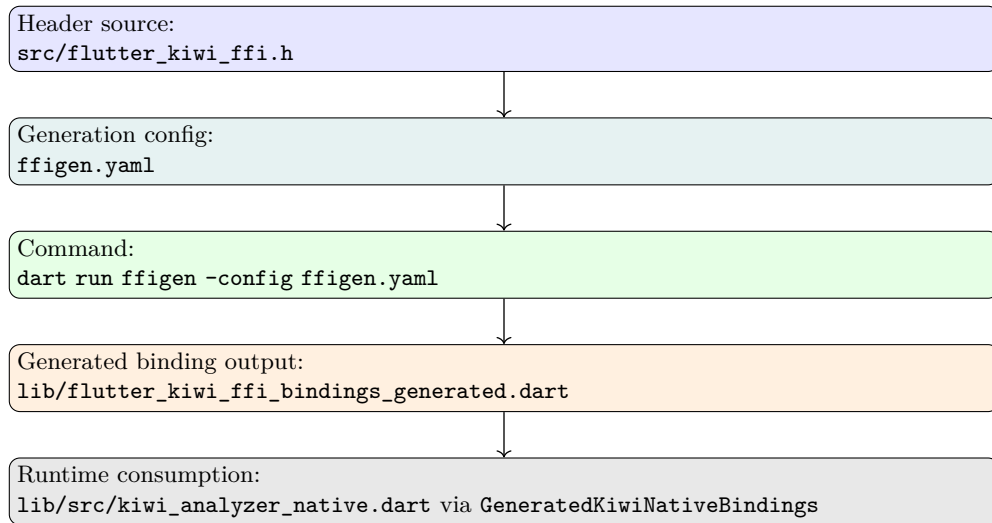 Header source:
src/flutter_kiwi_ffi.h
Generation config:
ffigen.yaml
Command:
dart run ffigen –config ffigen.yaml
Generated binding output:
lib/flutter_kiwi_ffi_bindings_generated.dart
Runtime consumption:
lib/src/kiwi_analyzer_native.dart via GeneratedKiwiNativeBindings